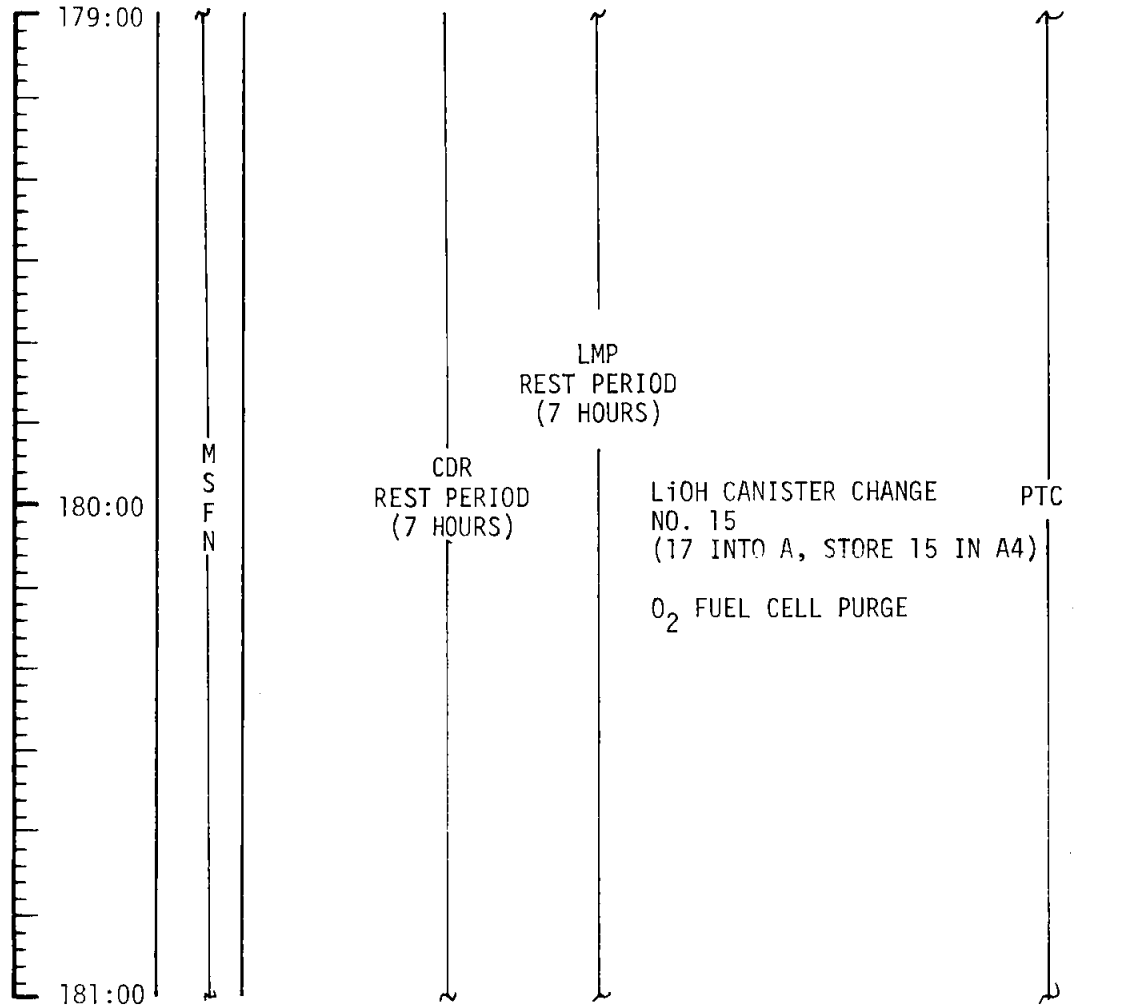 179:00
LMP
REST PERIOD
(7 HOURS)
M
S
F
N
CDR
REST PERIOD
(7 HOURS)
180:00
LiOH CANISTER CHANGE
NO. 15
(17 INTO A, STORE 15 IN A4)
O2 FUEL CELL PURGE
PTC
181:00